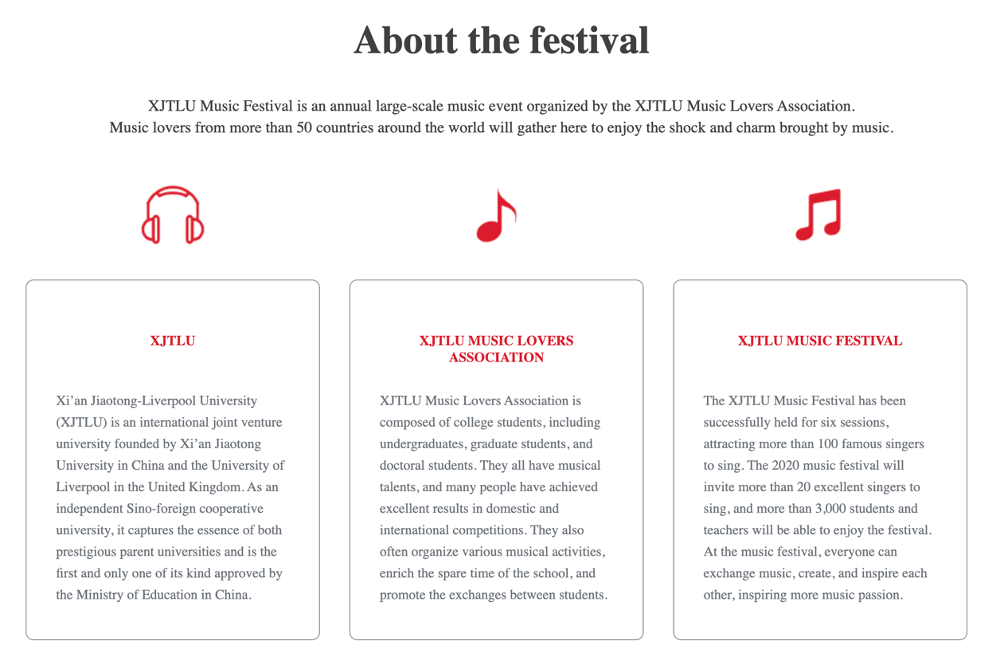 About the festival
XJTLU Music Festival is an annual large-scale music event organized by the XJTLU Music Lovers Association.
Music lovers from more than 50 countries around the world will gather here to enjoy the shock and charm brought by music.
XJTLU
Xi’an Jiaotong-Liverpool University
(XJTLU) is an international joint venture
university founded by Xi’an Jiaotong
University in China and the University of
Liverpool in the United Kingdom. As an
independent Sino-foreign cooperative
university, it captures the essence of both
prestigious parent universities and is the
first and only one of its kind approved by
the Ministry of Education in China.
XJTLU MUSIC LOVERS
ASSOCIATION
XJTLU Music Lovers Association is
composed of college students, including
undergraduates, graduate students, and
doctoral students. They all have musical
talents, and many people have achieved
excellent results in domestic and
international competitions. They also
often organize various musical activities,
enrich the spare time of the school, and
promote the exchanges between students.
XJTLU MUSIC FESTIVAL
The XJTLU Music Festival has been
successfully held for six sessions,
attracting more than 100 famous singers
to sing. The 2020 music festival will
invite more than 20 excellent singers to
sing, and more than 3,000 students and
teachers will be able to enjoy the festival.
At the music festival, everyone can
exchange music, create, and inspire each
other, inspiring more music passion.